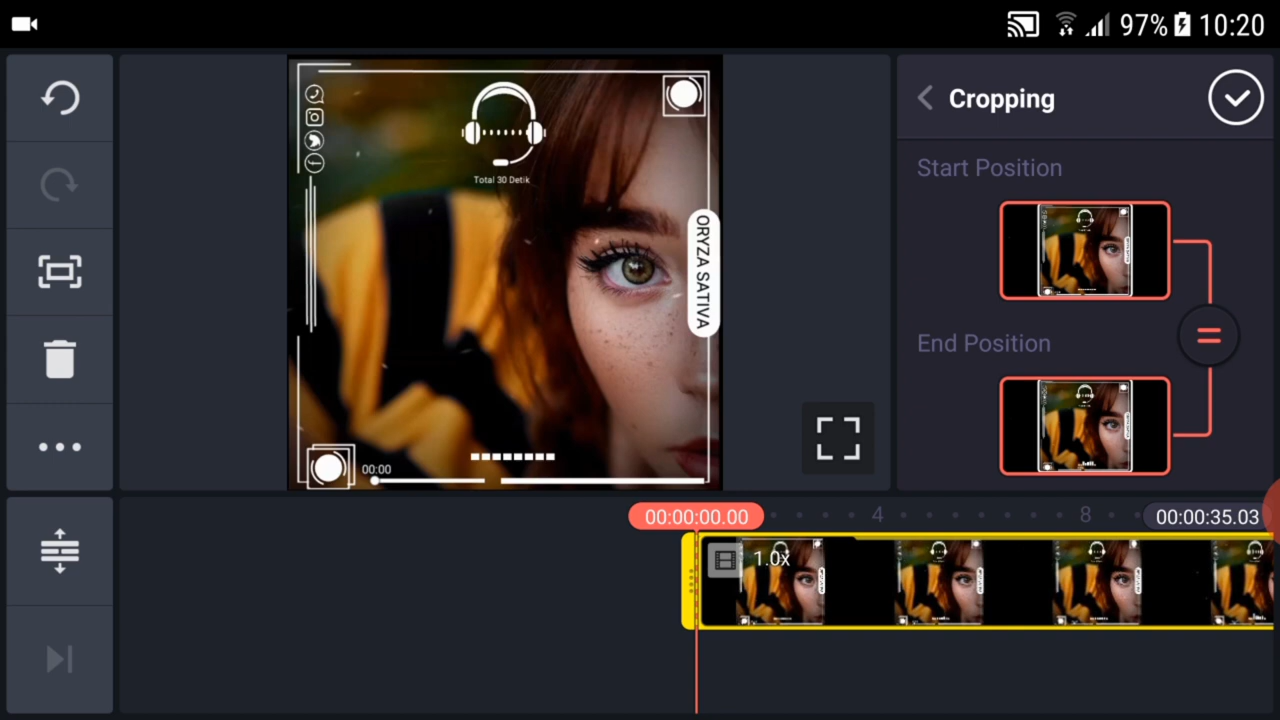 97% 10:20
Cropping
Start Position
End Position
Total 30 Detik
ORYZA SATIVA
00:00
00:00:00.00
4
8
00:00:35.03
1.0x